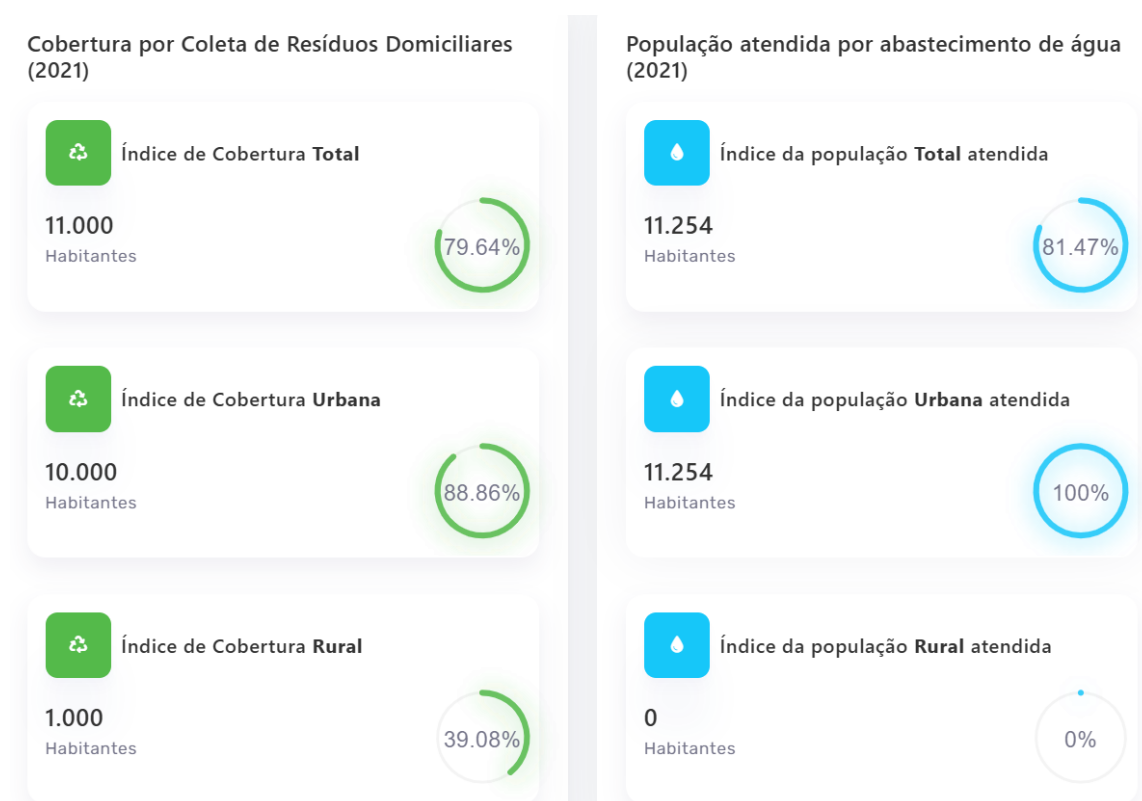 Cobertura por Coleta de Resíduos Domiciliares
(2021)
Índice de Cobertura Total
11.000
Habitantes
79.64%
Índice de Cobertura Urbana
10.000
Habitantes
88.86%
Índice de Cobertura Rural
1.000
Habitantes
39.08%
População atendida por abastecimento de água
(2021)
Índice da população Total atendida
11.254
Habitantes
81.47%
Índice da população Urbana atendida
11.254
Habitantes
100%
Índice da população Rural atendida
0
Habitantes
0%